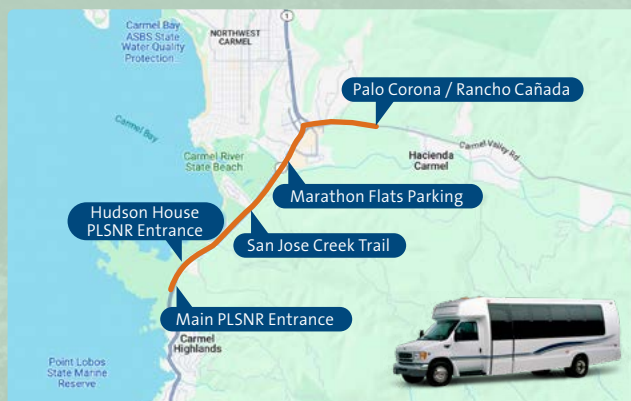 Carmel Bay
ASBS State
Water Quality
Protection...
NORTHWEST
CARMEL
1
Palo Corona / Rancho Cañada
Carmel Bay
Carmel Valley Rd
Hacienda
Carmel
Carmel River
State Beach
Marathon Flats Parking
Hudson House
PLSNR Entrance
San Jose Creek Trail
Main PLSNR Entrance
Carmel
Highlands
Point Lobos
State Marine
Reserve